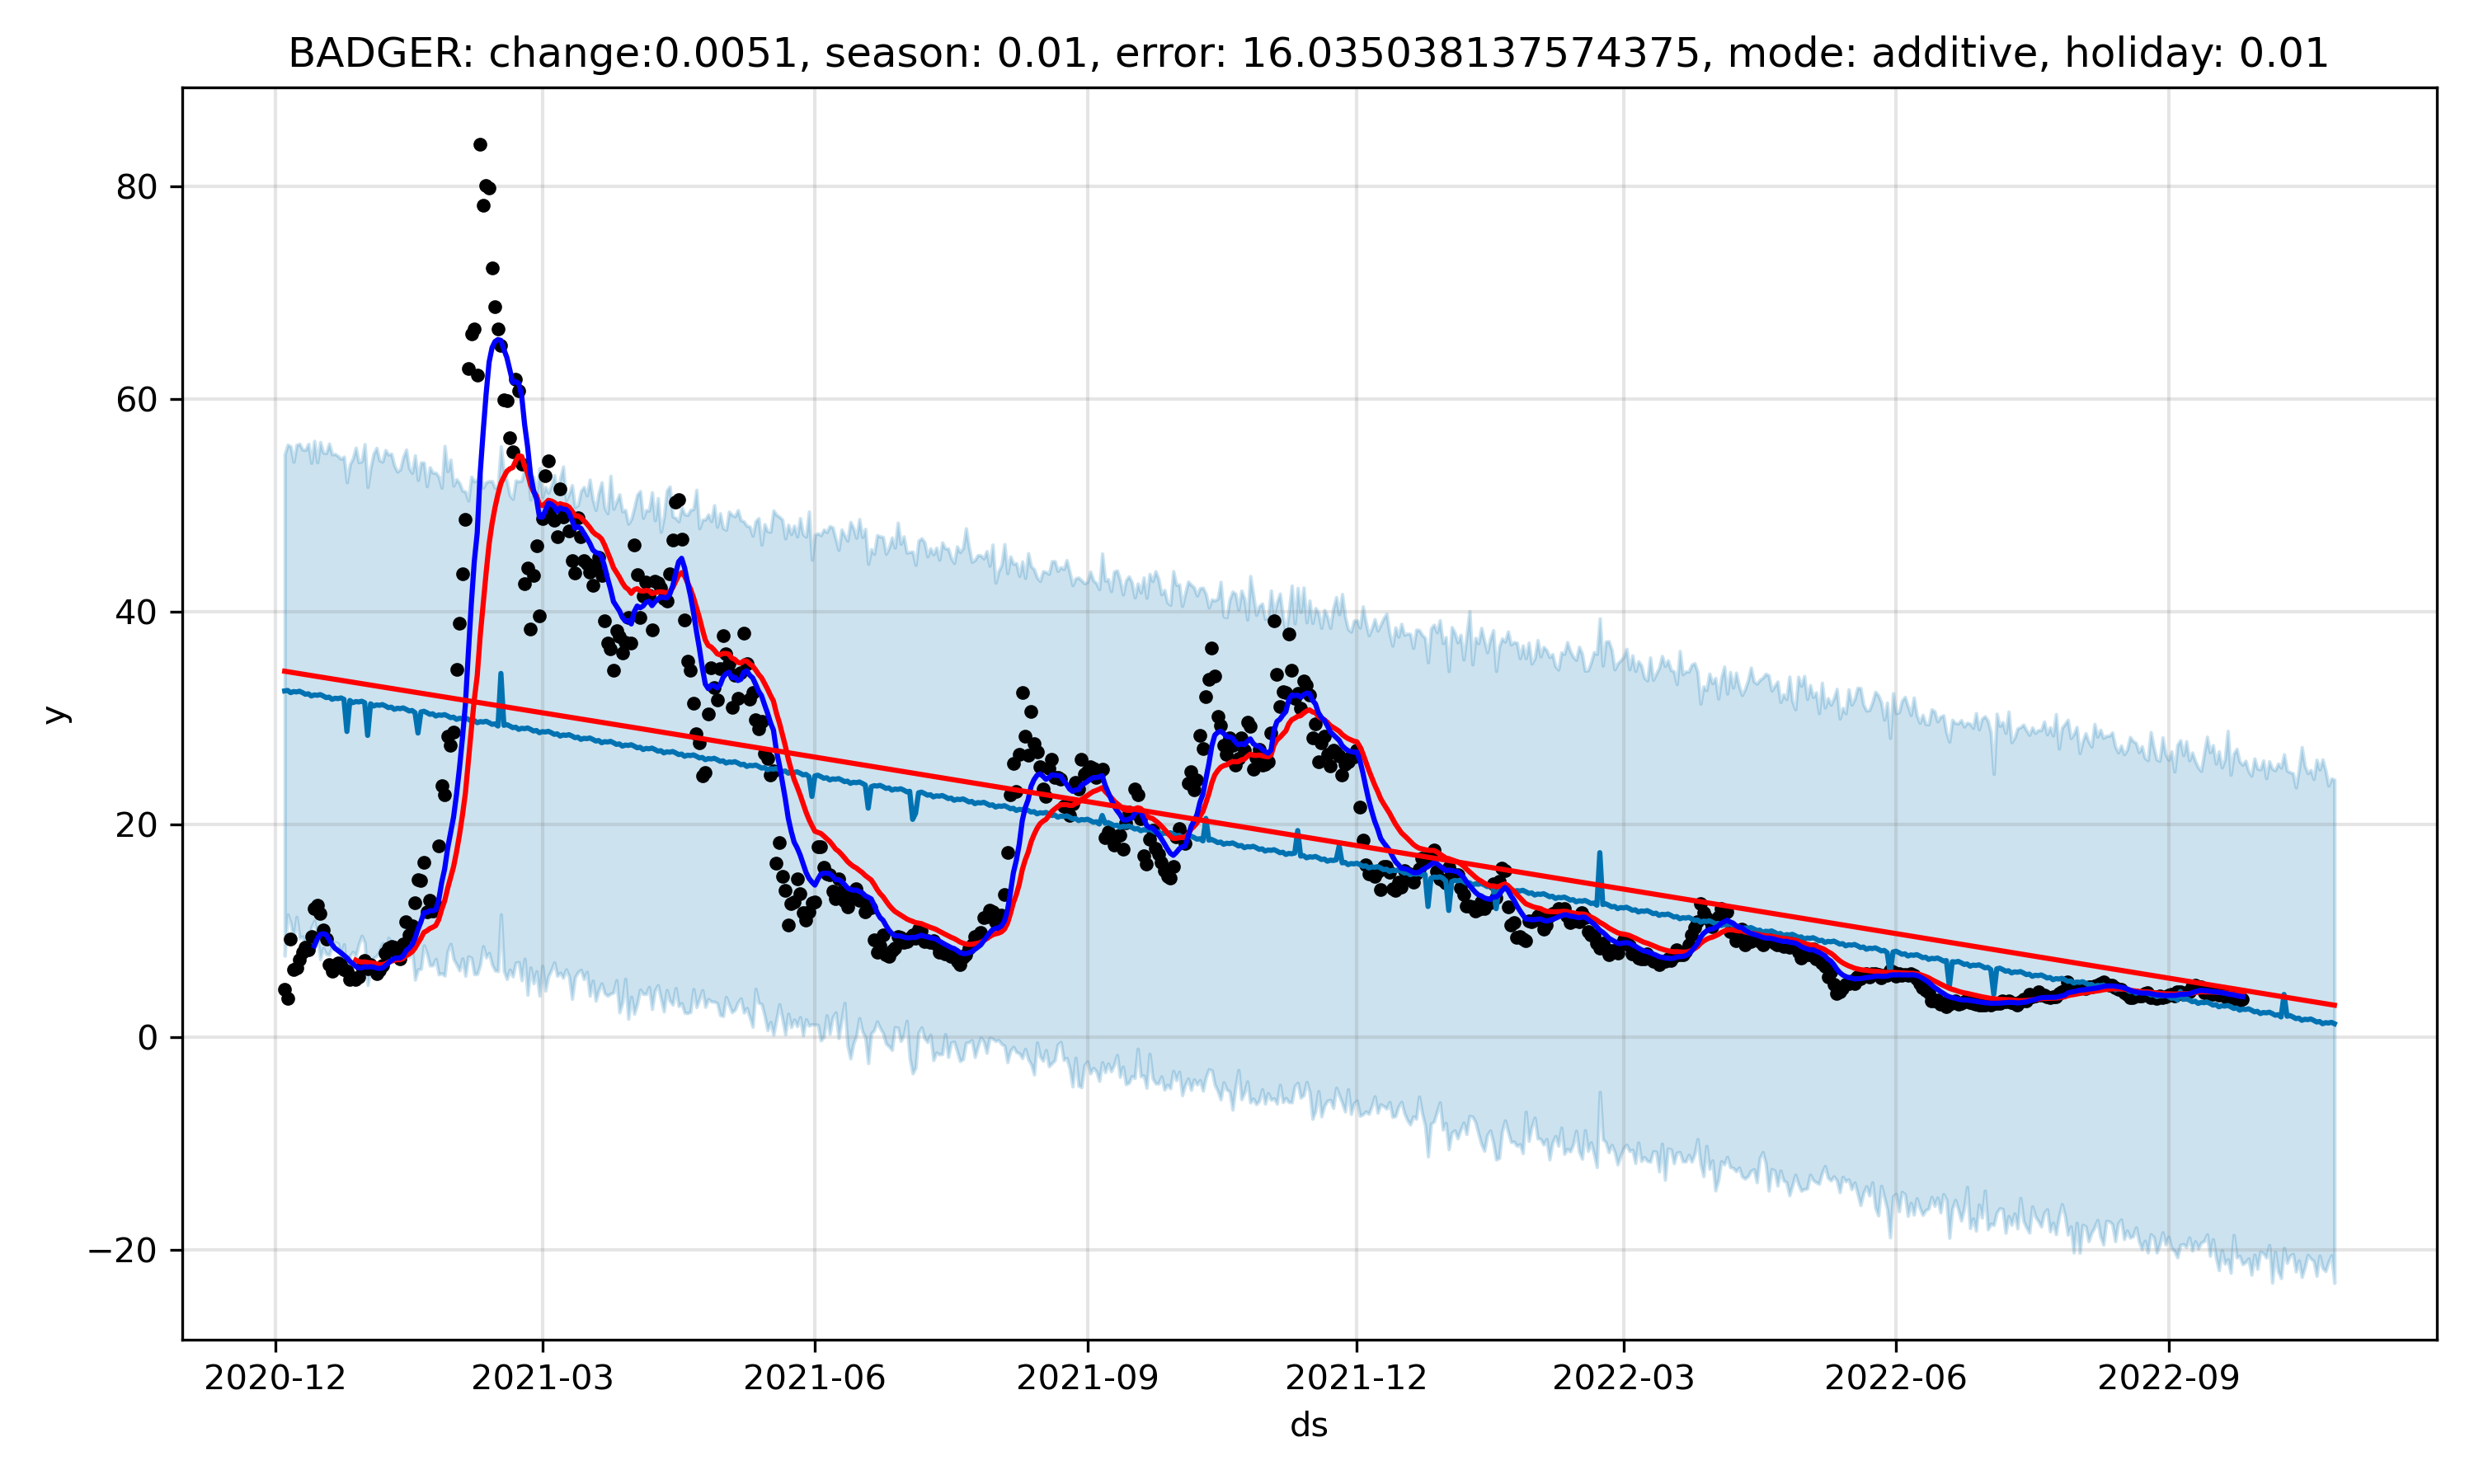 BADGER: change:0.0051, season: 0.01, error: 16.035038137574375, mode: additive, holiday: 0.01
80
60
40
20
0
−20
y
2020-12 2021-03 2021-06 2021-09 2021-12 2022-03 2022-06 2022-09
ds